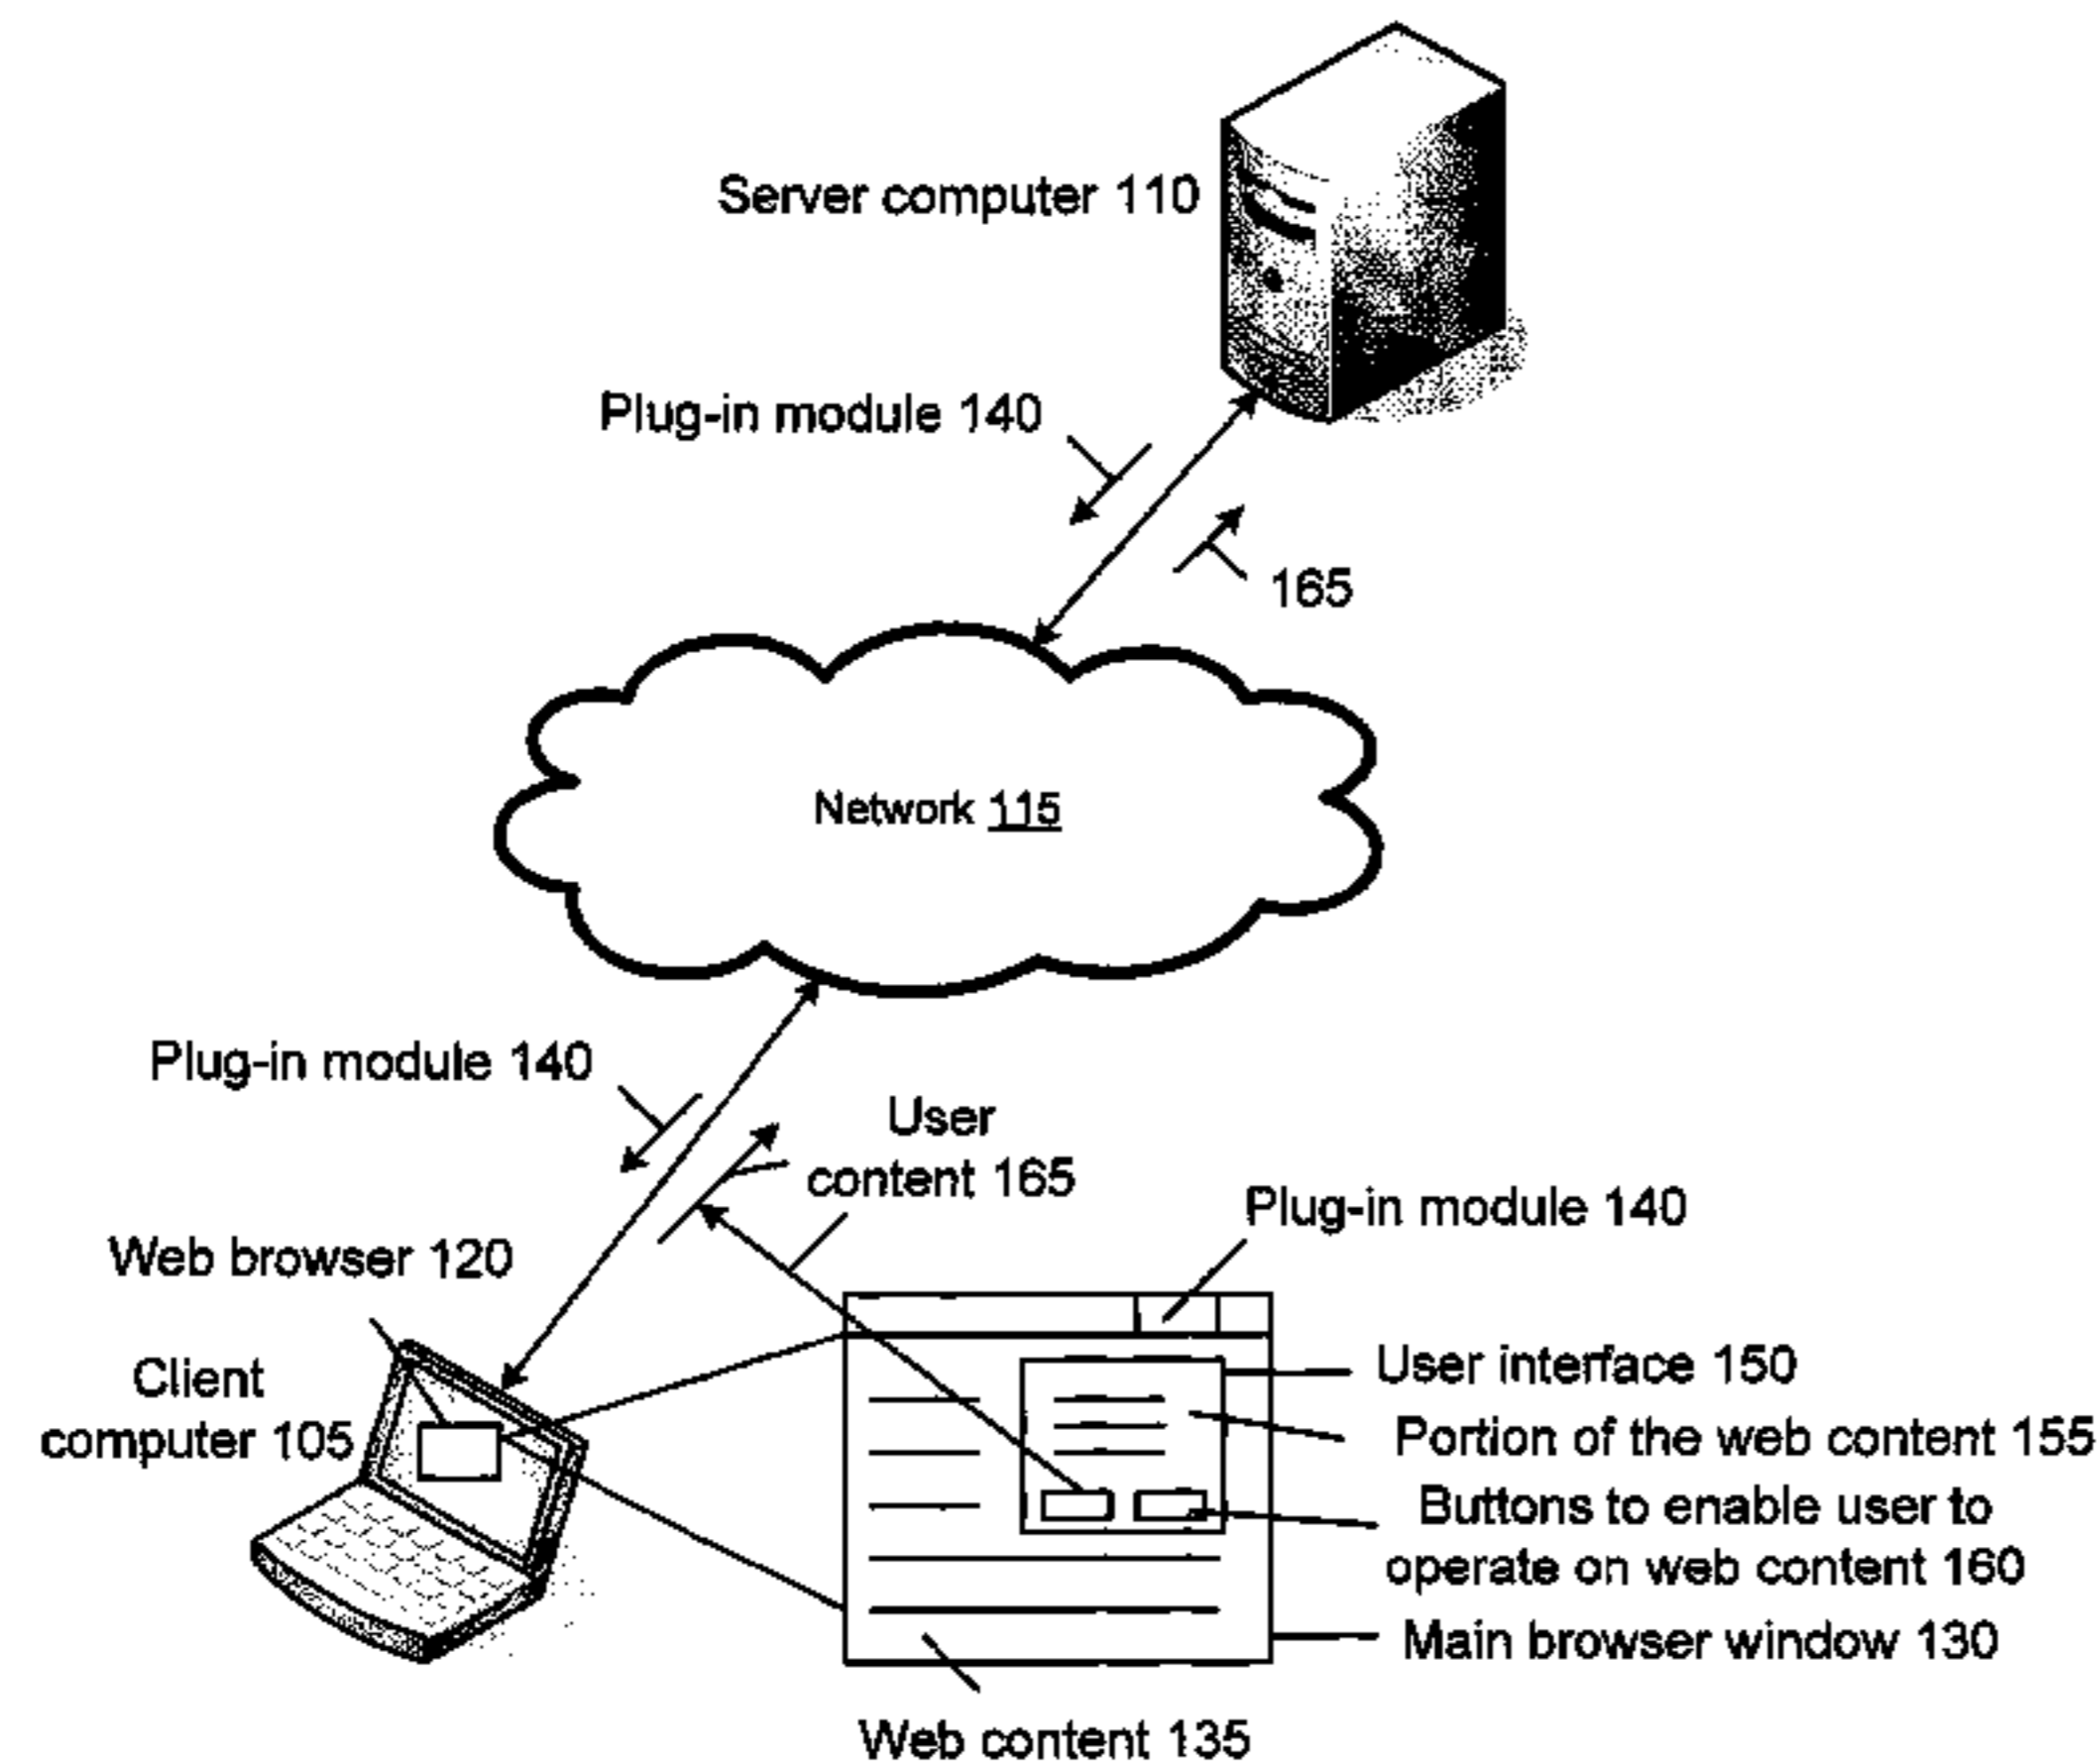 Server computer 110
Plug-in module 140
165
Network 115
Plug-in module 140
User
content 165
Plug-in module 140
Web browser 120
Client
computer 105
User interface 150
Portion of the web content 155
Buttons to enable user to
operate on web content 160
Main browser window 130
Web content 135